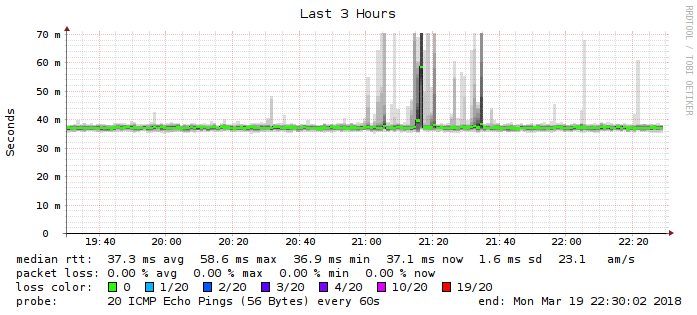 Last 3 Hours
RRDTOOL / TOBI OETIKER
Seconds
70 m
60 m
50 m
40 m
30 m
20 m
10 m
0
19:40 20:00 20:20 20:40 21:00 21:20 21:40 22:00 22:20
median rtt: 37.3 ms avg 58.6 ms max 36.9 ms min 37.1 ms now 1.6 ms sd 23.1 am/s
packet loss: 0.00 % avg 0.00 % max 0.00 % min 0.00 % now
loss color: 0 1/20 2/20 3/20 4/20 10/20 19/20
probe: 20 ICMP Echo Pings (56 Bytes) every 60s end: Mon Mar 19 22:30:02 2018